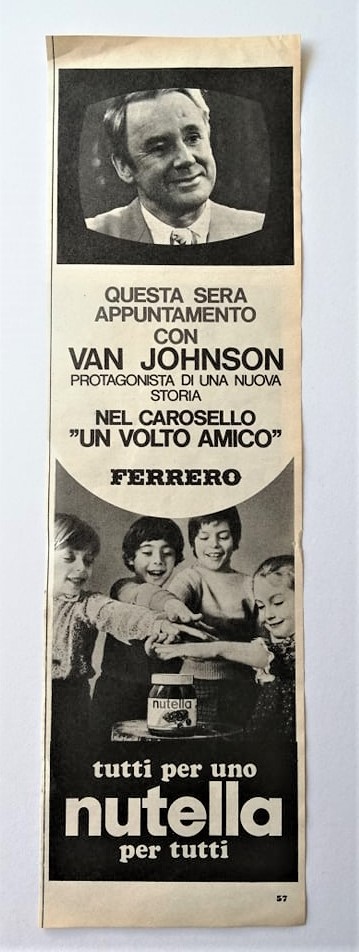 QUESTA SERA
APPUNTAMENTO
CON
VAN JOHNSON
PROTAGONISTA DI UNA NUOVA
STORIA
NEL CAROSELLO
"UN VOLTO AMICO"
FERRERO
nutella
tutti per uno
nutella
per tutti
57